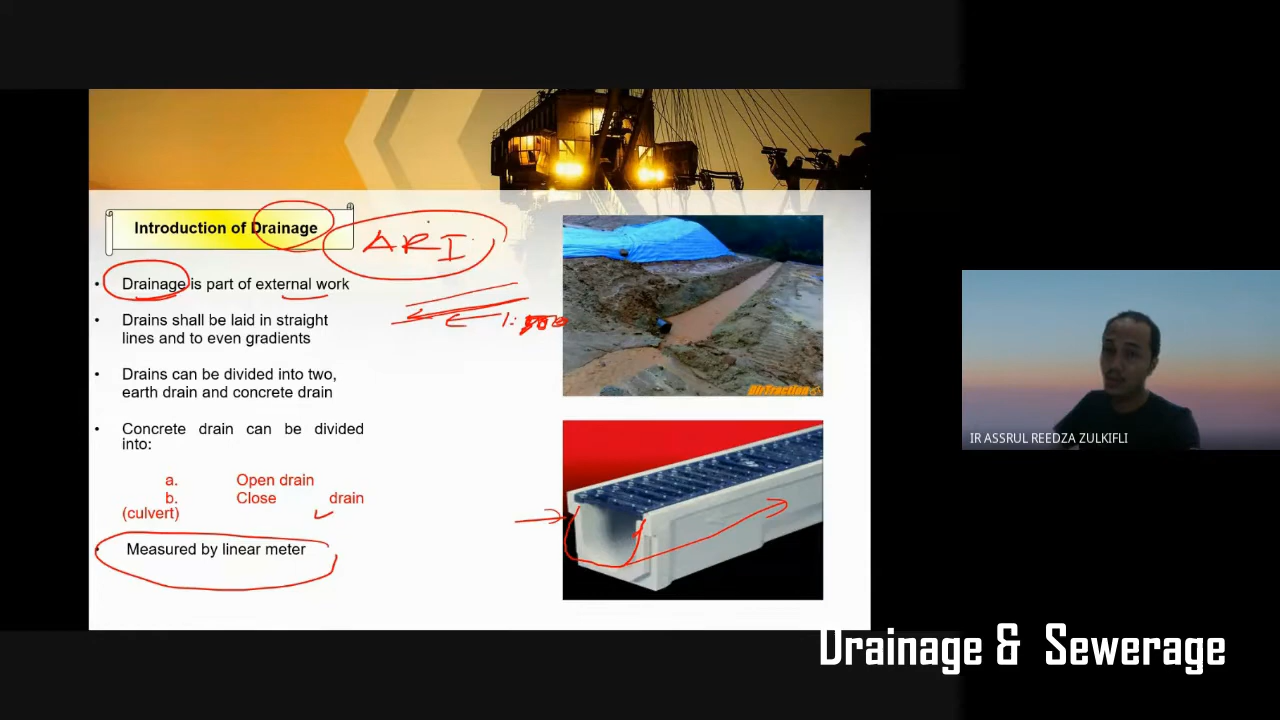 Introduction of Drainage
ARI
• Drainage is part of external work
• Drains shall be laid in straight
lines and to even gradients
• Drains can be divided into two,
earth drain and concrete drain
• Concrete drain can be divided
into:
a. Open drain
b. Close drain
(culvert)
• Measured by linear meter
DirTraction
IR ASSRUL REEDZA ZULKIFLI
Drainage & Sewerage